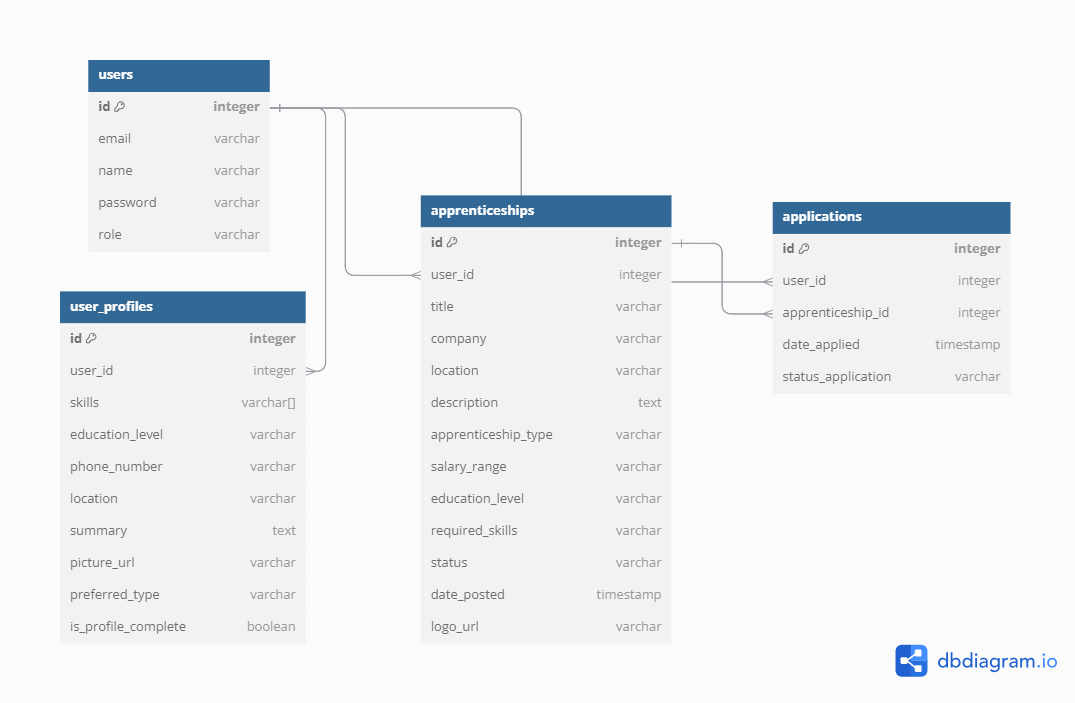 users
id integer
email varchar
name varchar
password varchar
role varchar
user_profiles
id integer
user_id integer
skills varchar[]
education_level varchar
phone_number varchar
location varchar
summary text
picture_url varchar
preferred_type varchar
is_profile_complete boolean
apprenticeships
id integer
user_id integer
title varchar
company varchar
location varchar
description text
apprenticeship_type varchar
salary_range varchar
education_level varchar
required_skills varchar
status varchar
date_posted timestamp
logo_url varchar
applications
id integer
user_id integer
apprenticeship_id integer
date_applied timestamp
status_application varchar
dbdiagram.io